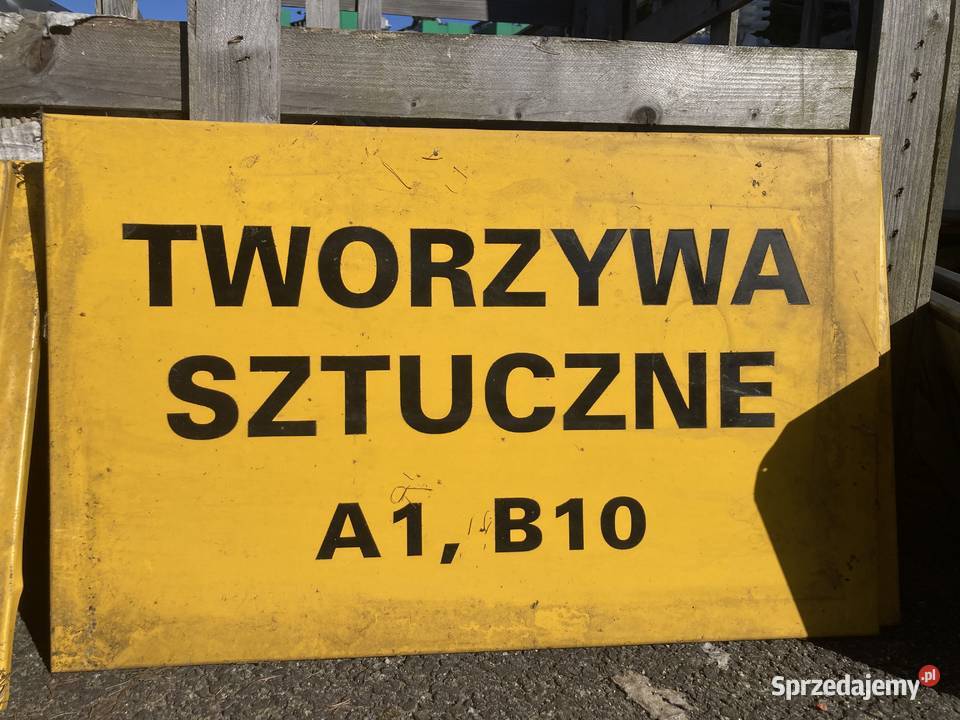 TWORZYWA
SZTUCZNE
A1, B10
Sprzedajemy.pl